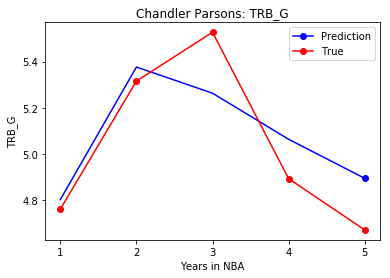 Chandler Parsons: TRB_G
Prediction
True
5.4
5.2
5.0
4.8
TRB_G
1 2 3 4 5
Years in NBA